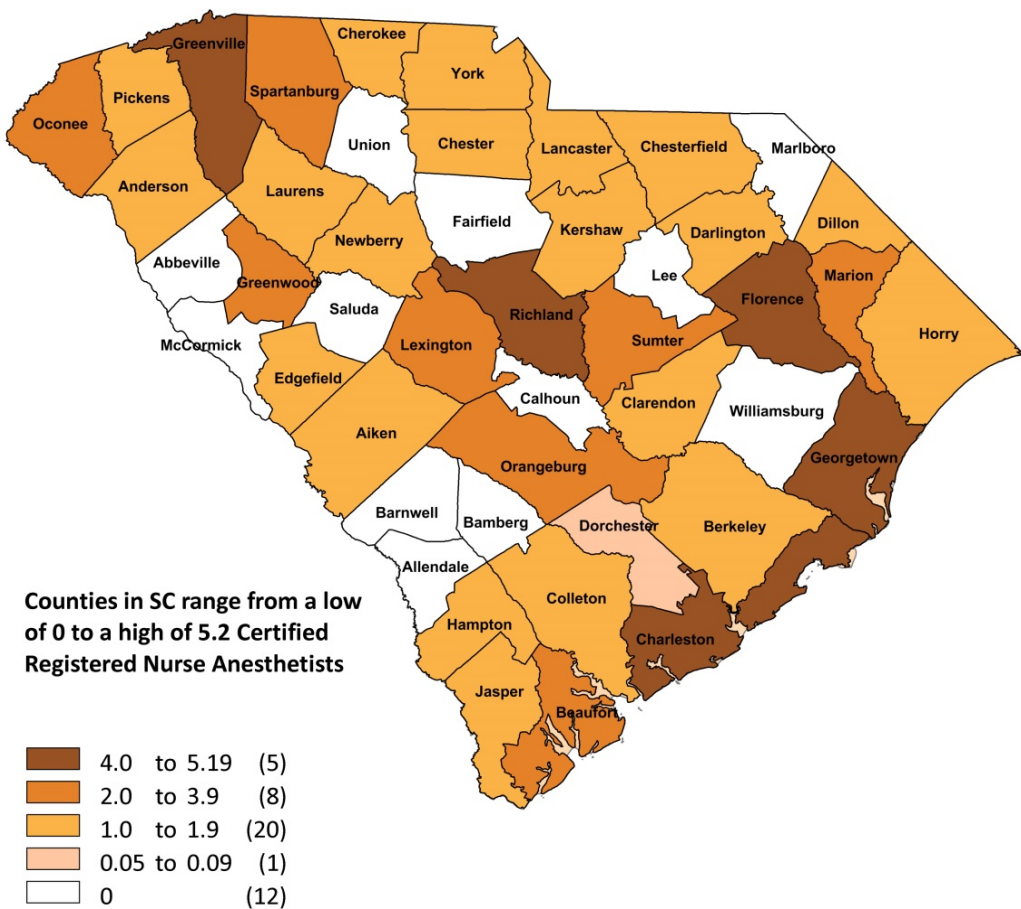 Cherokee
Greenville
York
Spartanburg
Pickens
Oconee
Union
Chester
Lancaster
Chesterfield
Marlboro
Anderson
Laurens
Fairfield
Dillon
Kershaw
Darlington
Newberry
Abbeville
Lee
Marion
Greenwood
Florence
Saluda
Richland
Horry
Sumter
McCormick
Lexington
Edgefield
Calhoun
Clarendon
Williamsburg
Aiken
Georgetown
Orangeburg
Barnwell
Bamberg
Dorchester
Berkeley
Allendale
Colleton
Hampton
Charleston
Jasper
Beaufort
Counties in SC range from a low
of 0 to a high of 5.2 Certified
Registered Nurse Anesthetists
4.0 to 5.19 (5)
2.0 to 3.9 (8)
1.0 to 1.9 (20)
0.05 to 0.09 (1)
0 (12)